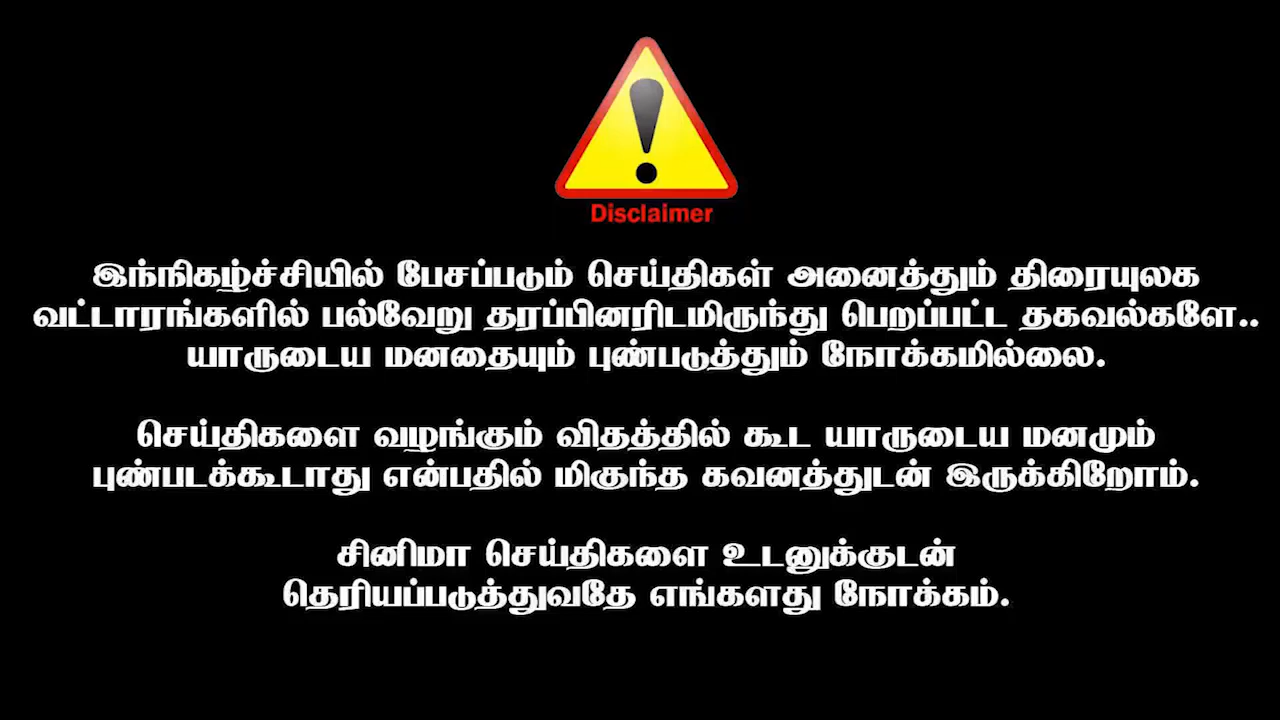 Disclaimer
இந்நிகழ்ச்சியில் பேசப்படும் செய்திகள் அனைத்தும் திரையுலக
வட்டாரங்களில் பல்வேறு தரப்பினரிடமிருந்து பெறப்பட்ட தகவல்களே..
யாருடைய மனதையும் புண்படுத்தும் நோக்கமில்லை.
செய்திகளை வழங்கும் விதத்தில் கூட யாருடைய மனமும்
புண்படக்கூடாது என்பதில் மிகுந்த கவனத்துடன் இருக்கிறோம்.
சினிமா செய்திகளை உடனுக்குடன்
தெரியப்படுத்துவதே எங்களது நோக்கம்.